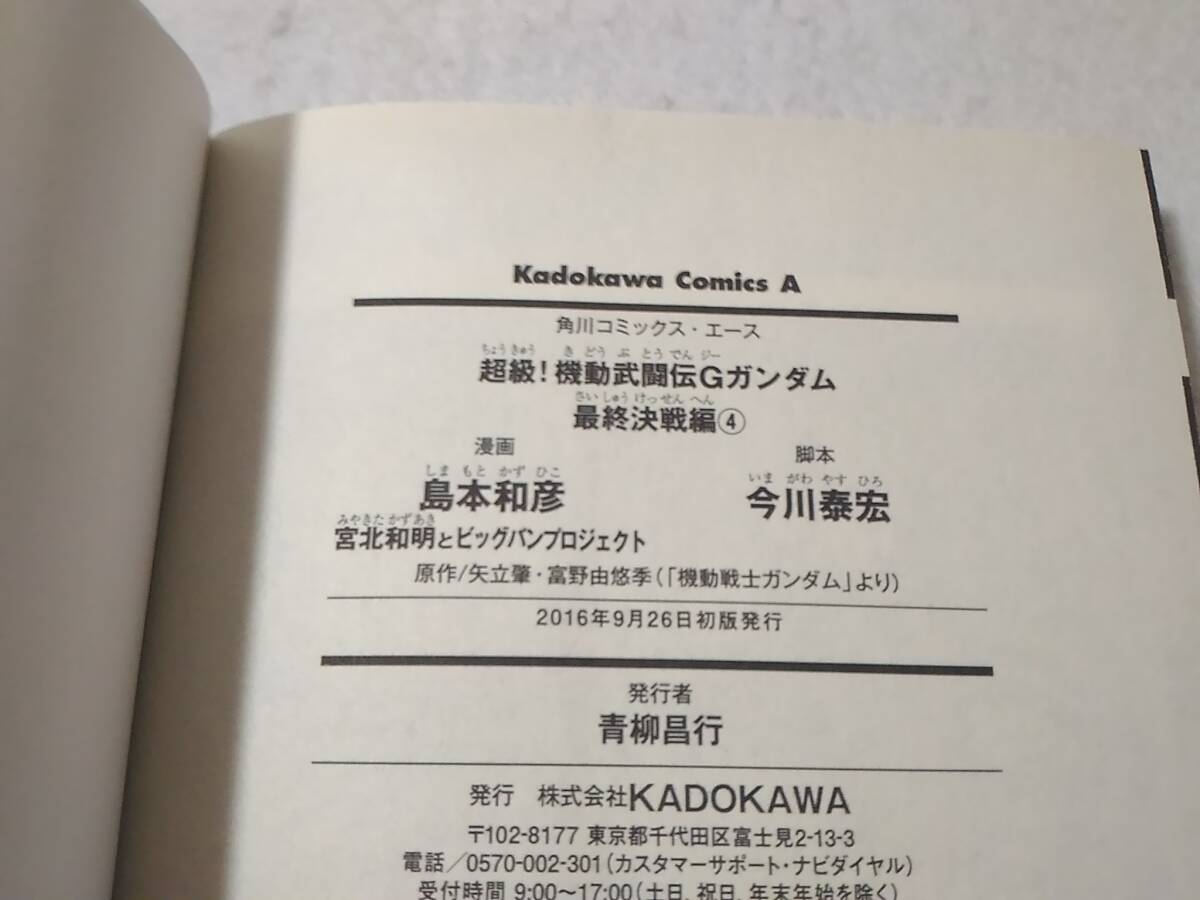 Kadokawa Comics A
角川コミックス・エース
ちょうきゅう き どう ぶ とう でん ジー
超級!機動武闘伝Gガンダム
さい しゅう けっ せん へん
最終決戦編④
漫画 脚本
しま もと かず ひこ いま がわ やす ひろ
島本和彦 今川泰宏
みやきた かずあき
宮北和明とビッグバンプロジェクト
原作/矢立肇・富野由悠季(「機動戦士ガンダム」より)
2016年9月26日初版発行
発行者
青柳昌行
発行 株式会社KADOKAWA
〒102-8177 東京都千代田区富士見2-13-3
電話/0570-002-301(カスタマーサポート・ナビダイヤル)
受付時間 9:00〜17:00(土日、祝日、年末年始を除く)